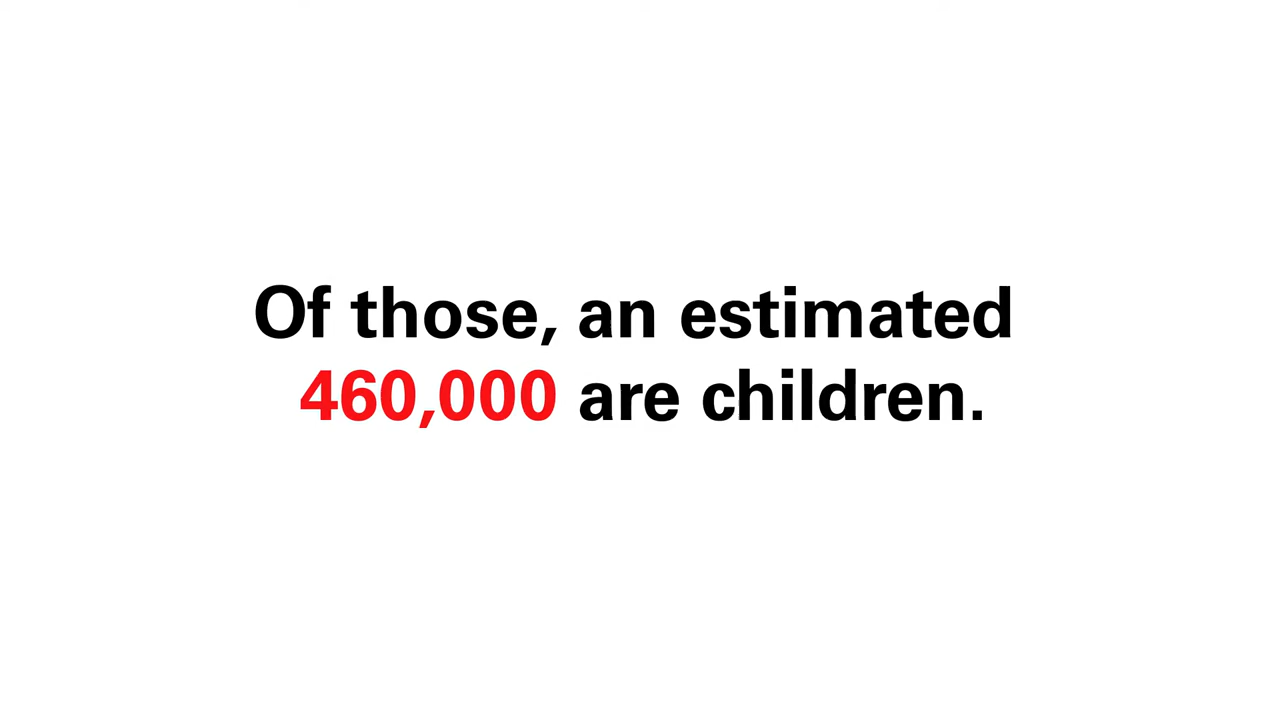 Of those, an estimated
460,000 are children.